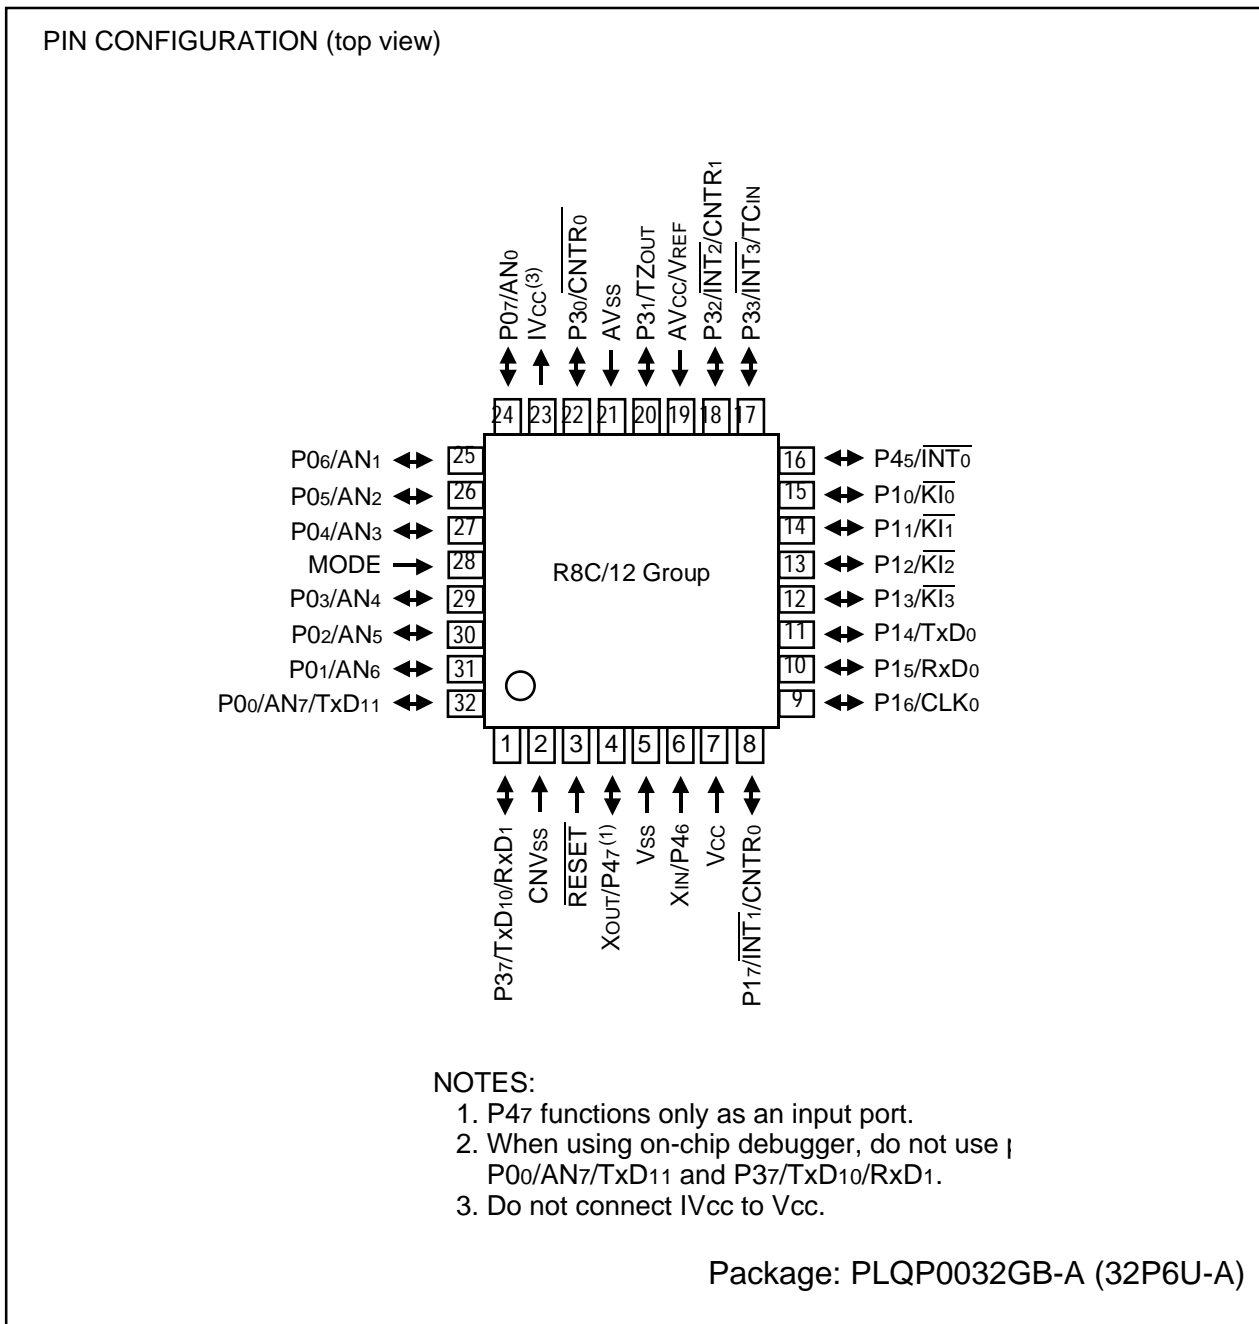 PIN CONFIGURATION (top view)
P07/AN0
IVCC(3)
P30/CNTR0
AVSS
P31/TZOUT
AVCC/VREF
P32/INT2/CNTR1
P33/INT3/TCIN
24 23 22 21 20 19 18 17
P06/AN1 25
P05/AN2 26
P04/AN3 27
MODE 28
P03/AN4 29
P02/AN5 30
P01/AN6 31
P00/AN7/TxD11 32
R8C/12 Group
16 P45/INT0
15 P10/KI0
14 P11/KI1
13 P12/KI2
12 P13/KI3
11 P14/TxD0
10 P15/RxD0
9 P16/CLK0
1 2 3 4 5 6 7 8
P37/TxD10/RxD1
CNVSS
RESET
XOUT/P47(1)
VSS
XIN/P46
VCC
P17/INT1/CNTR0
NOTES:
1. P47 functions only as an input port.
2. When using on-chip debugger, do not use
P00/AN7/TxD11 and P37/TxD10/RxD1.
3. Do not connect IVcc to Vcc.
Package: PLQP0032GB-A (32P6U-A)